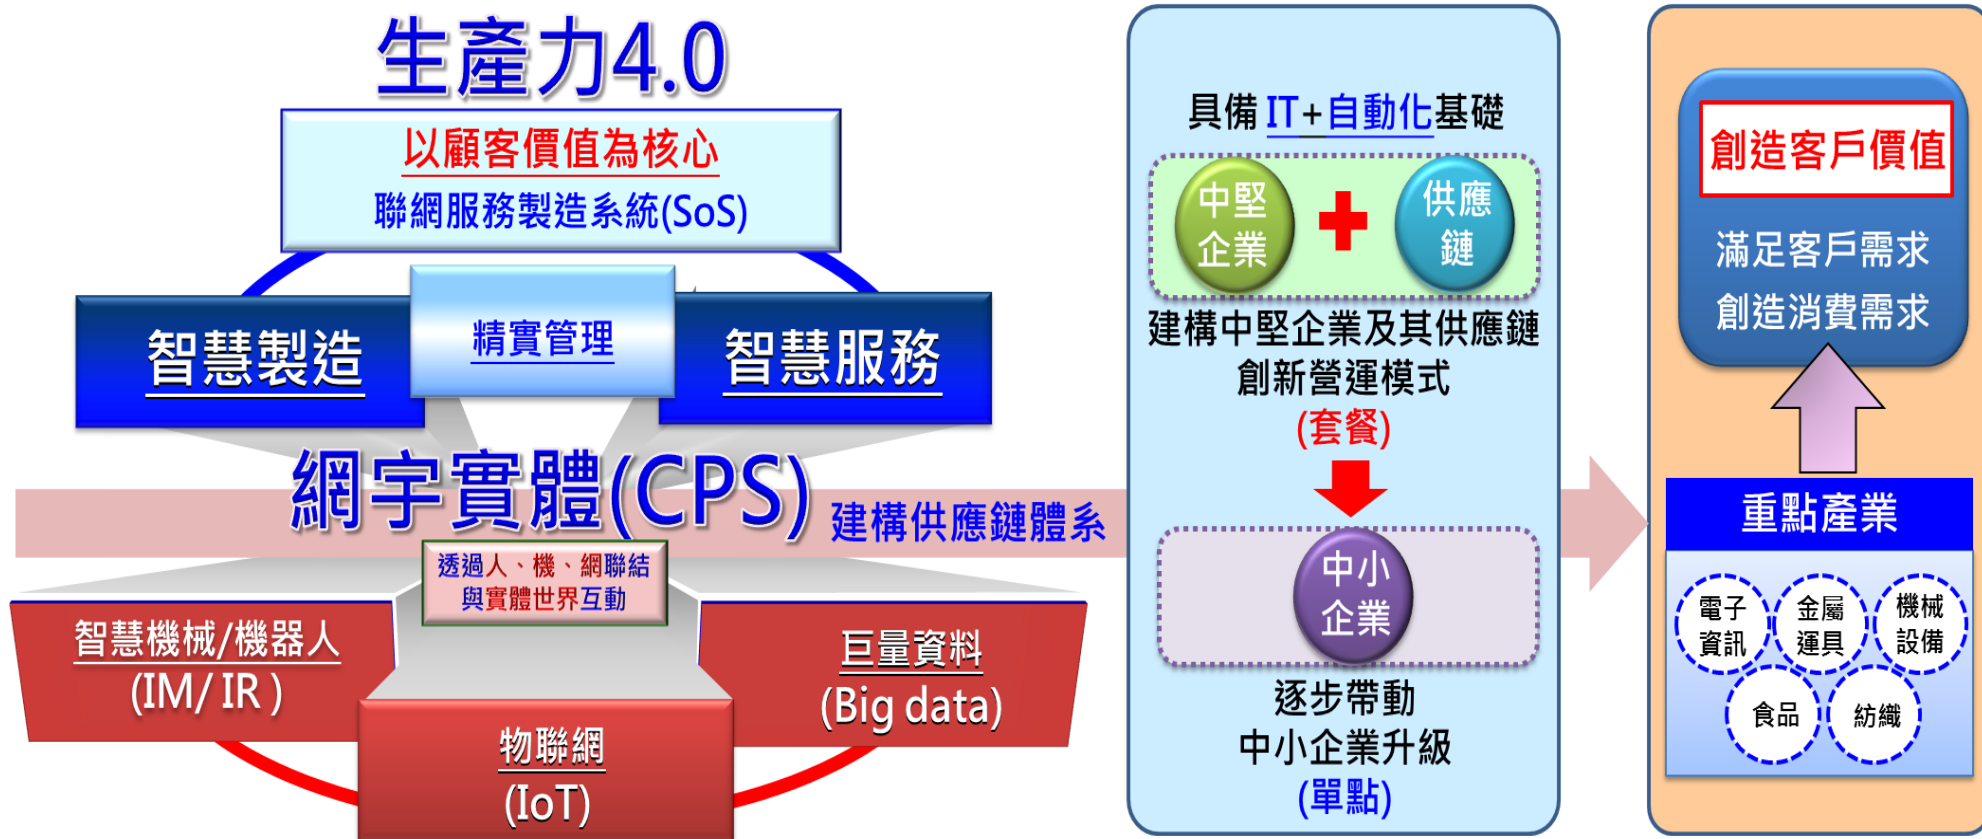 生產力4.0
以顧客價值為核心
聯網服務製造系統(SoS)
智慧製造
精實管理
智慧服務
網宇實體(CPS)
建構供應鏈體系
透過人、機、網聯結
與實體世界互動
智慧機械/機器人
(IM/ IR )
物聯網
(IoT)
巨量資料
(Big data)
具備 IT+自動化基礎
中堅
企業
供應
鏈
建構中堅企業及其供應鏈
創新營運模式
(套餐)
中小
企業
逐步帶動
中小企業升級
(單點)
創造客戶價值
滿足客戶需求
創造消費需求
重點產業
電子
資訊
金屬
運具
機械
設備
食品
紡織